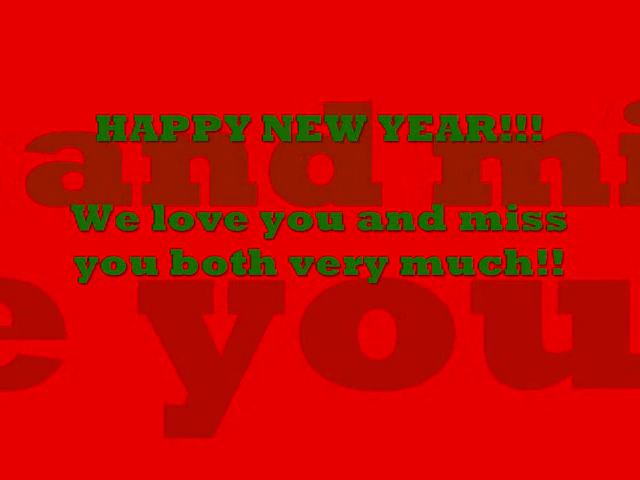 HAPPY NEW YEAR!!!
and mi
We love you and miss
you both very much!!
e you